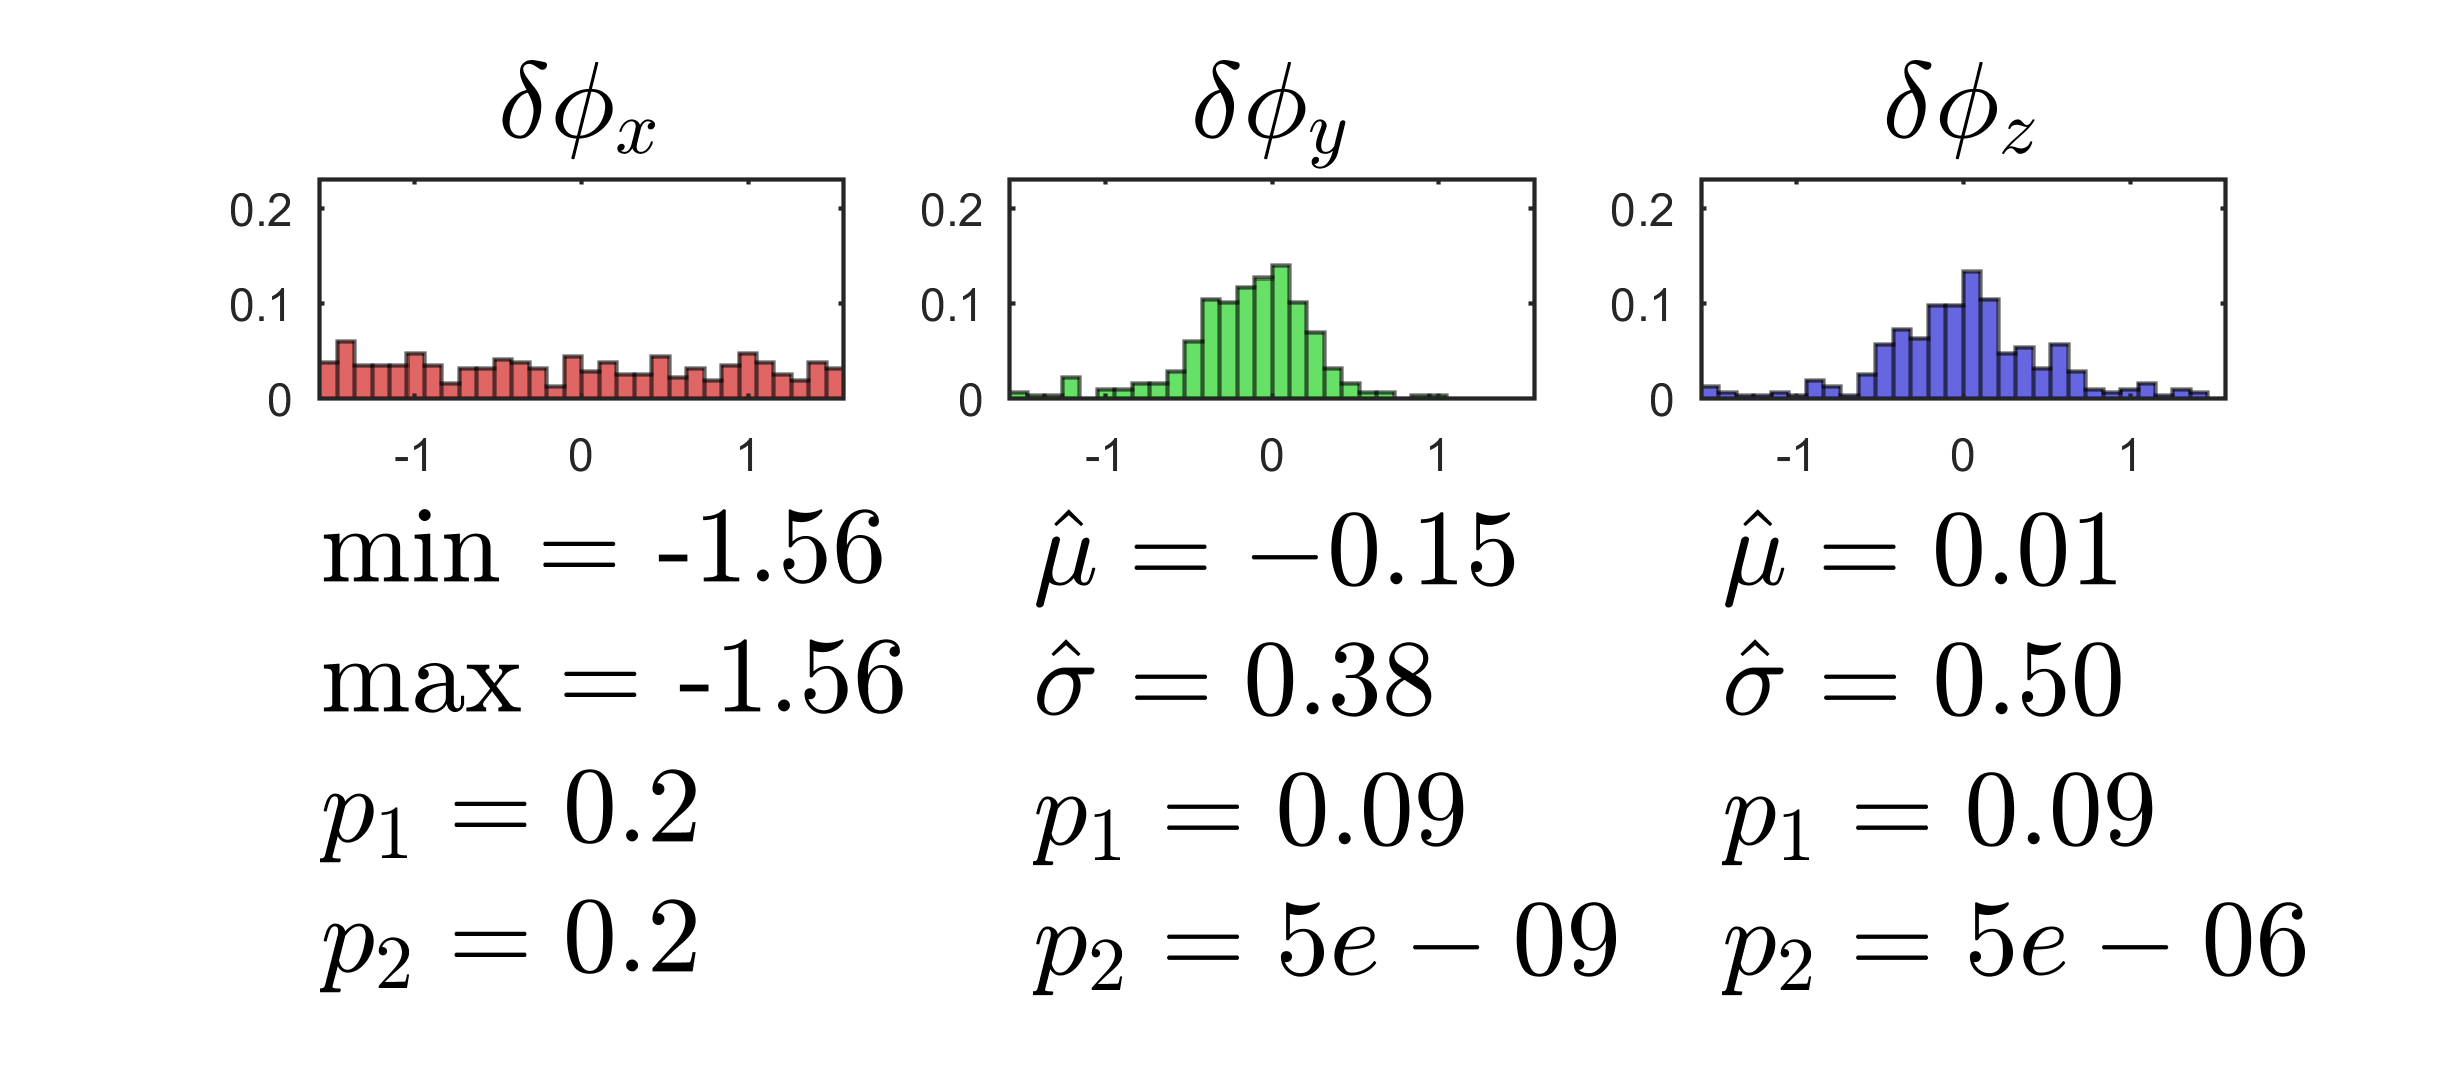 δφx
0.2
0.1
0
-1 0 1
min = -1.56
max = -1.56
p1 = 0.2
p2 = 0.2
δφy
0.2
0.1
0
-1 0 1
μ̂ = −0.15
σ̂ = 0.38
p1 = 0.09
p2 = 5e − 09
δφz
0.2
0.1
0
-1 0 1
μ̂ = 0.01
σ̂ = 0.50
p1 = 0.09
p2 = 5e − 06